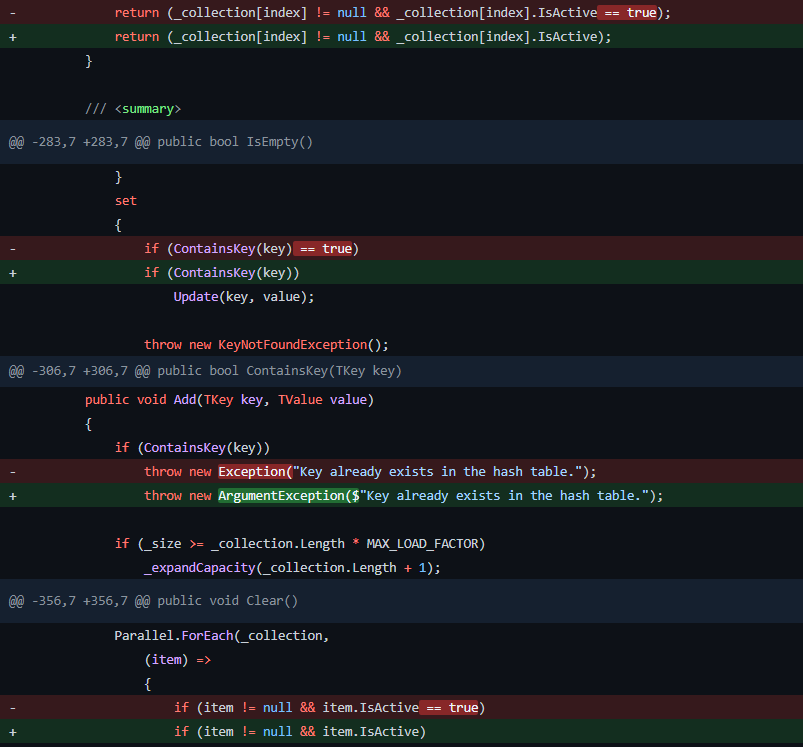 -            return (_collection[index] != null && _collection[index].IsActive == true);
+            return (_collection[index] != null && _collection[index].IsActive);
         }

         /// <summary>
@@ -283,7 +283,7 @@ public bool IsEmpty()
             }
             set
             {
-                if (ContainsKey(key) == true)
+                if (ContainsKey(key))
                     Update(key, value);

                 throw new KeyNotFoundException();
@@ -306,7 +306,7 @@ public bool ContainsKey(TKey key)
         public void Add(TKey key, TValue value)
         {
             if (ContainsKey(key))
-                throw new Exception("Key already exists in the hash table.");
+                throw new ArgumentException($"Key already exists in the hash table.");

             if (_size >= _collection.Length * MAX_LOAD_FACTOR)
                 _expandCapacity(_collection.Length + 1);
@@ -356,7 +356,7 @@ public void Clear()
             Parallel.ForEach(_collection,
                 (item) =>
                 {
-                    if (item != null && item.IsActive == true)
+                    if (item != null && item.IsActive)